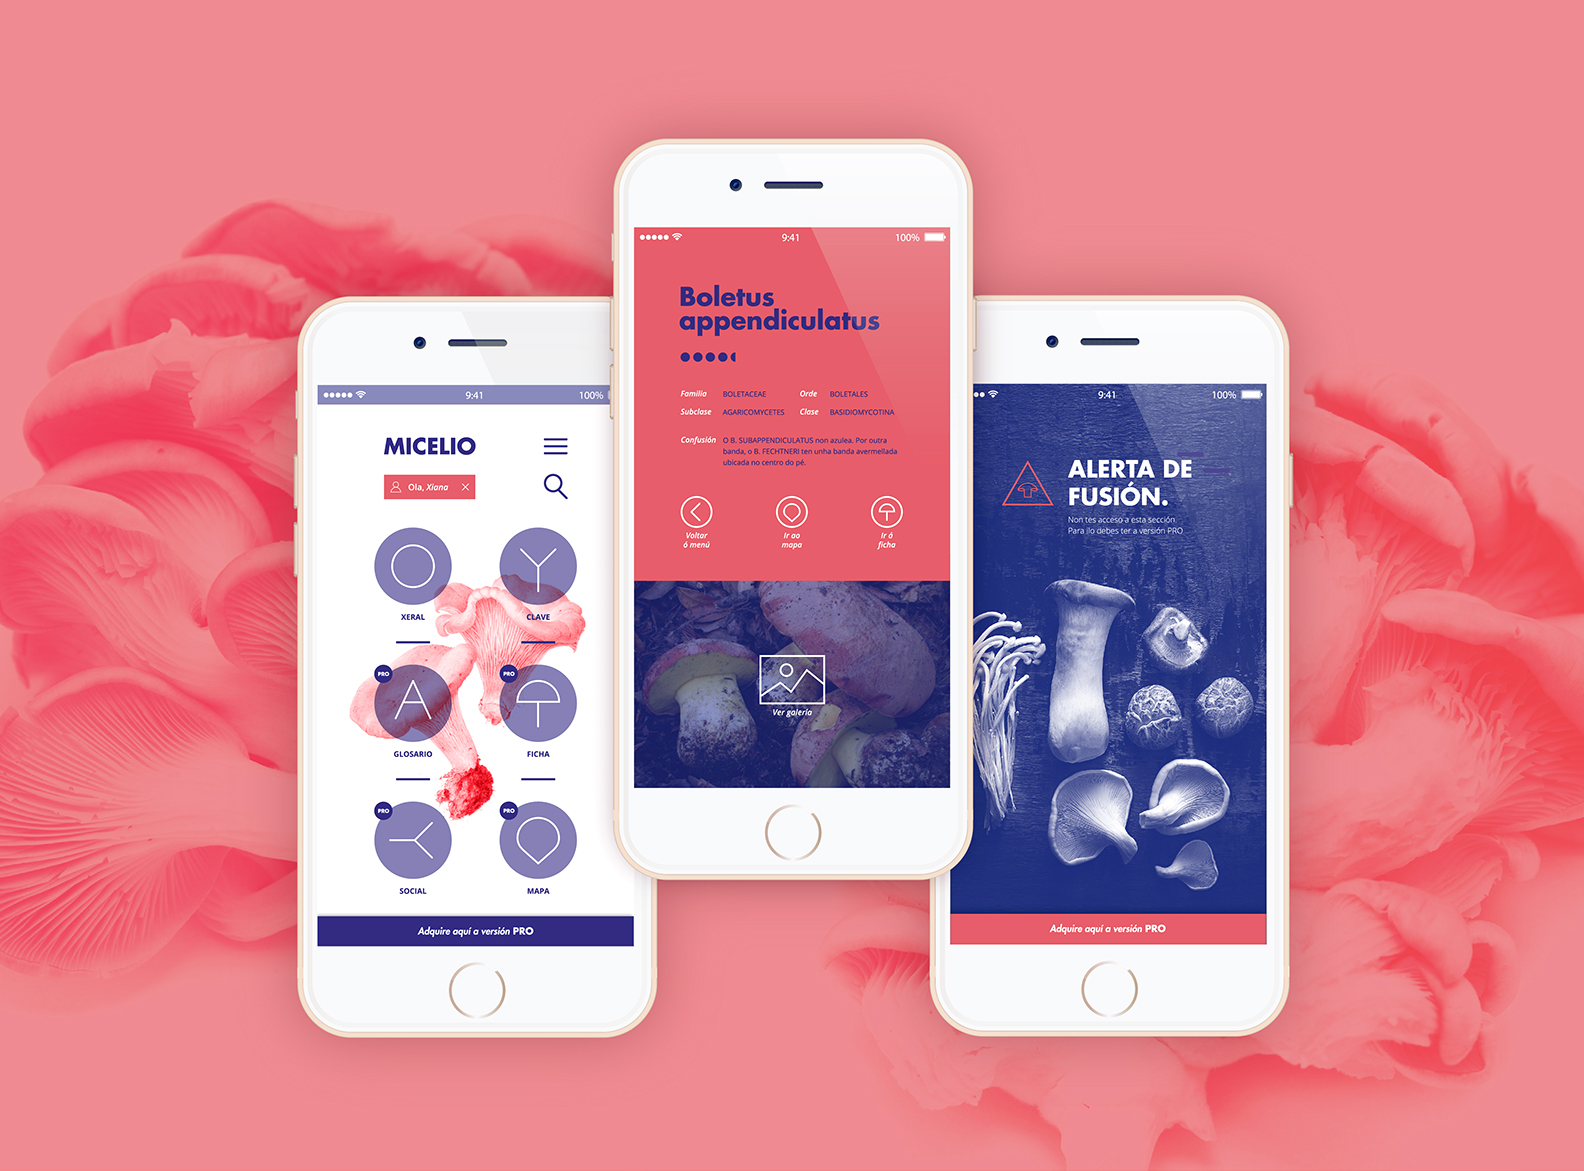 9:41
100%
MICELIO
Ola, Xiana
XERAL
CLAVE
PRO
PRO
GLOSARIO
FICHA
PRO
PRO
SOCIAL
MAPA
Adquire aquí a versión PRO
9:41
100%
Boletus
appendiculatus
Familia BOLETACEAE Orde BOLETALES
Subclase AGARICOMYCETES Clase BASIDIOMYCOTINA
Confusión O B. SUBAPPENDICULATUS non azulea. Por outra
banda, o B. FECHTNERI ten unha banda avermellada
ubicada no centro do pé.
Voltar
ó menú
Ir ao
mapa
Ir á
ficha
Ver galería
9:41
100%
ALERTA DE
FUSIÓN.
Non tes acceso a esta sección
Para ilo debes ter a versión PRO
Adquire aquí a versión PRO